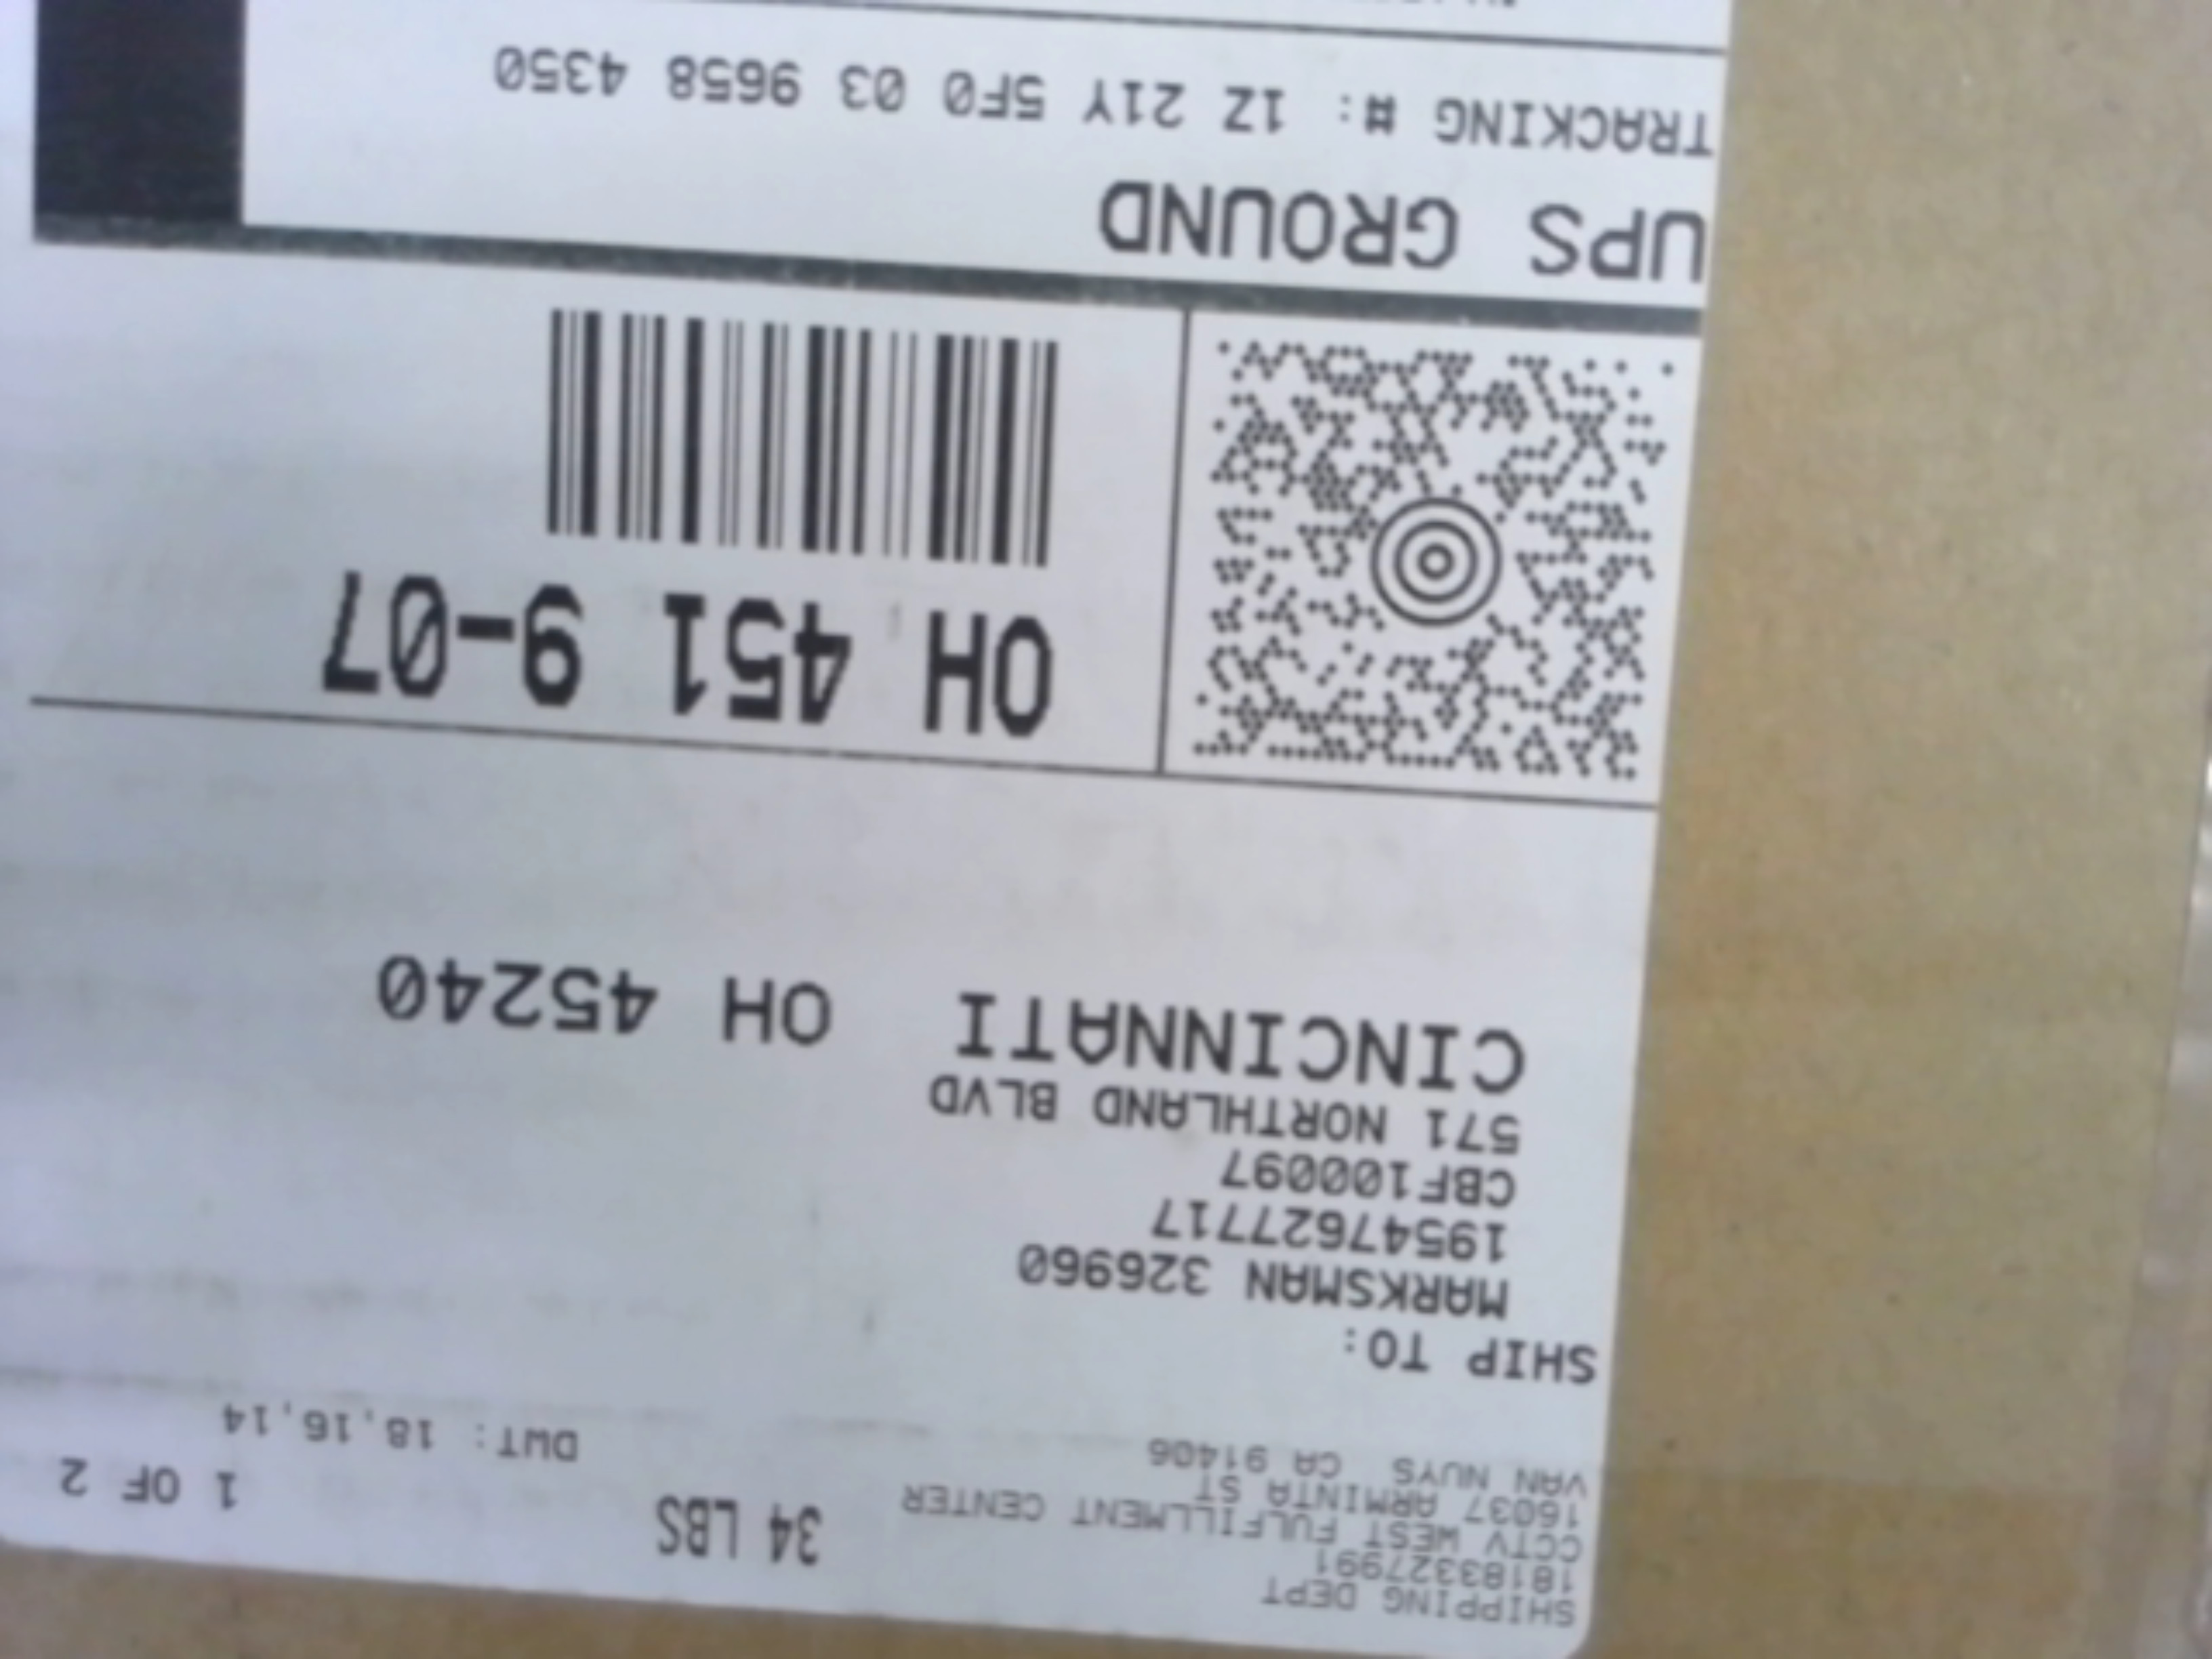 SHIPPING DEPT
18183327991
CCTV WEST FULFILLMENT CENTER
16037 ARMINTA ST
VAN NUYS CA 91406
34 LBS
1 OF 2
DWT: 18,16,14
SHIP TO:
MARKSMAN 326960
19547627717
CBF100097
571 NORTHLAND BLVD
CINCINNATI OH 45240
OH 451 9-07
UPS GROUND
TRACKING #: 1Z 21Y 5F0 03 9658 4350